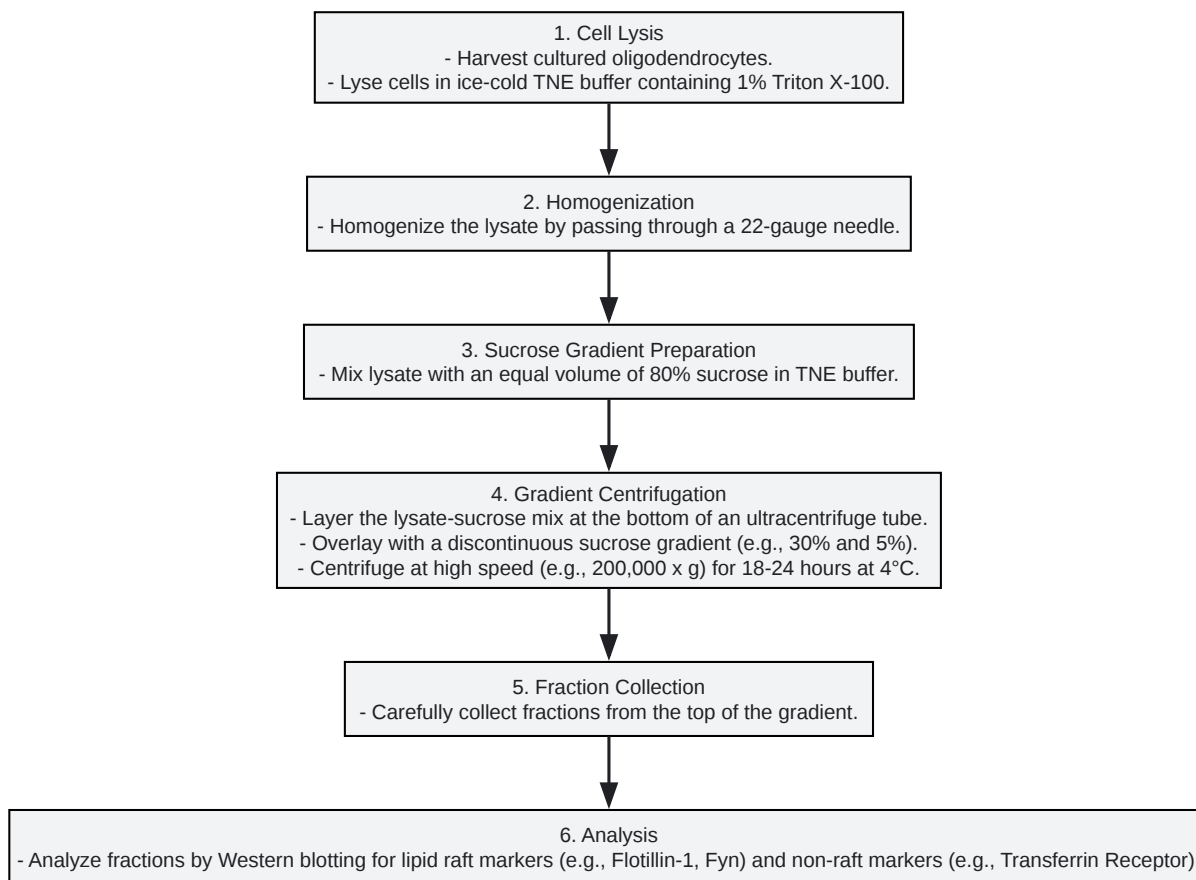 1. Cell Lysis
- Harvest cultured oligodendrocytes.
- Lyse cells in ice-cold TNE buffer containing 1% Triton X-100.
2. Homogenization
- Homogenize the lysate by passing through a 22-gauge needle.
3. Sucrose Gradient Preparation
- Mix lysate with an equal volume of 80% sucrose in TNE buffer.
4. Gradient Centrifugation
- Layer the lysate-sucrose mix at the bottom of an ultracentrifuge tube.
- Overlay with a discontinuous sucrose gradient (e.g., 30% and 5%).
- Centrifuge at high speed (e.g., 200,000 x g) for 18-24 hours at 4°C.
5. Fraction Collection
- Carefully collect fractions from the top of the gradient.
6. Analysis
- Analyze fractions by Western blotting for lipid raft markers (e.g., Flotillin-1, Fyn) and non-raft markers (e.g., Transferrin Receptor)